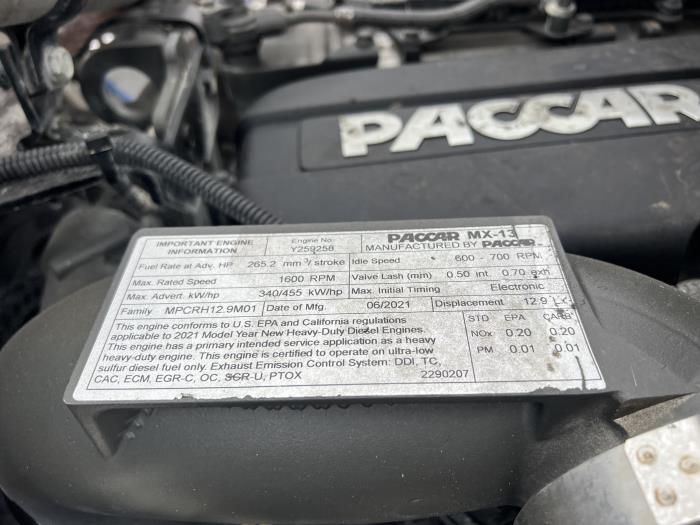 PACCAR
IMPORTANT ENGINE INFORMATION
Engine No. Y259258
PACCAR MX-13
MANUFACTURED BY PACCAR
Fuel Rate at Adv. HP 265.2 mm³/stroke Idle Speed 600 - 700 RPM
Max. Rated Speed 1600 RPM Valve Lash (mm) 0.50 int. 0.70 exh
Max. Advert. kW/hp 340/455 kW/hp Max. Initial Timing Electronic
Family MPCRH12.9M01 Date of Mfg. 06/2021 Displacement 12.9
This engine conforms to U.S. EPA and California regulations
applicable to 2021 Model Year New Heavy-Duty Diesel Engines.
This engine has a primary intended service application as a heavy
heavy-duty engine. This engine is certified to operate on ultra-low
sulfur diesel fuel only. Exhaust Emission Control System: DDI, TC,
CAC, ECM, EGR-C, OC, SCR-U, PTOX 2290207
STD EPA CARB
NOx 0.20 0.20
PM 0.01 0.01